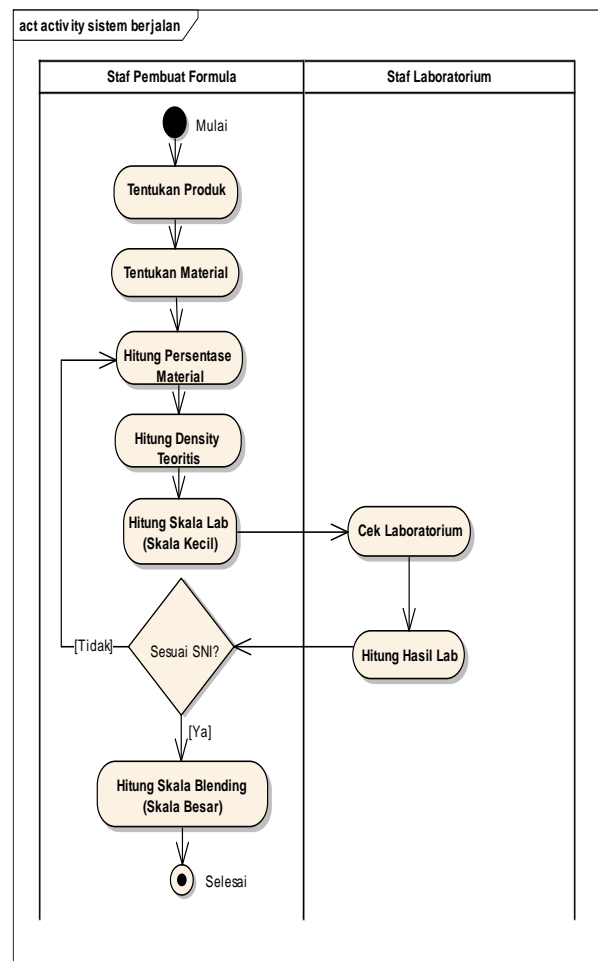 act activity sistem berjalan
Staf Pembuat Formula
Staf Laboratorium
Mulai
Tentukan Produk
Tentukan Material
Hitung Persentase
Material
Hitung Density
Teoritis
Hitung Skala Lab
(Skala Kecil)
Cek Laboratorium
Hitung Hasil Lab
Sesuai SNI?
[Tidak]
[Ya]
Hitung Skala Blending
(Skala Besar)
Selesai